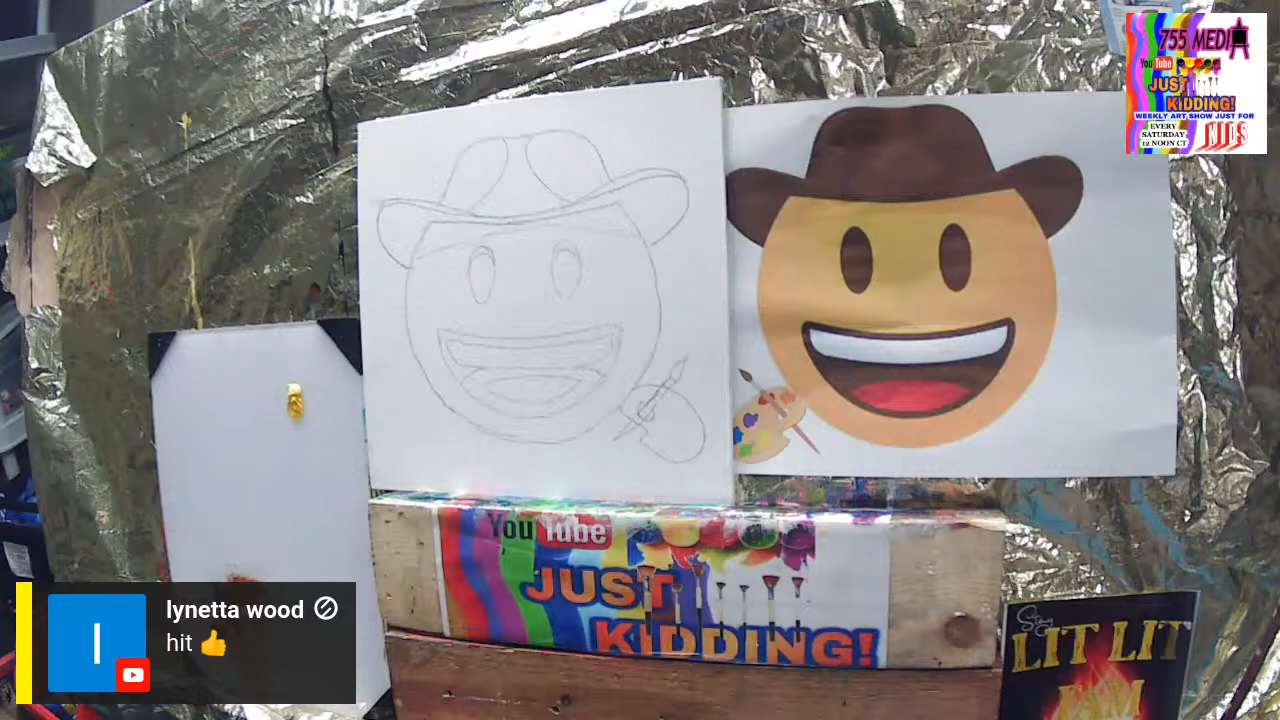 755 MEDIA
YouTube
JUST
KIDDING!
WEEKLY ART SHOW JUST FOR
EVERY
SATURDAY
12 NOON CT
KIDS
YouTube
JUST
KIDDING!
lynetta wood
hit 👍
l
Stay
LIT LIT